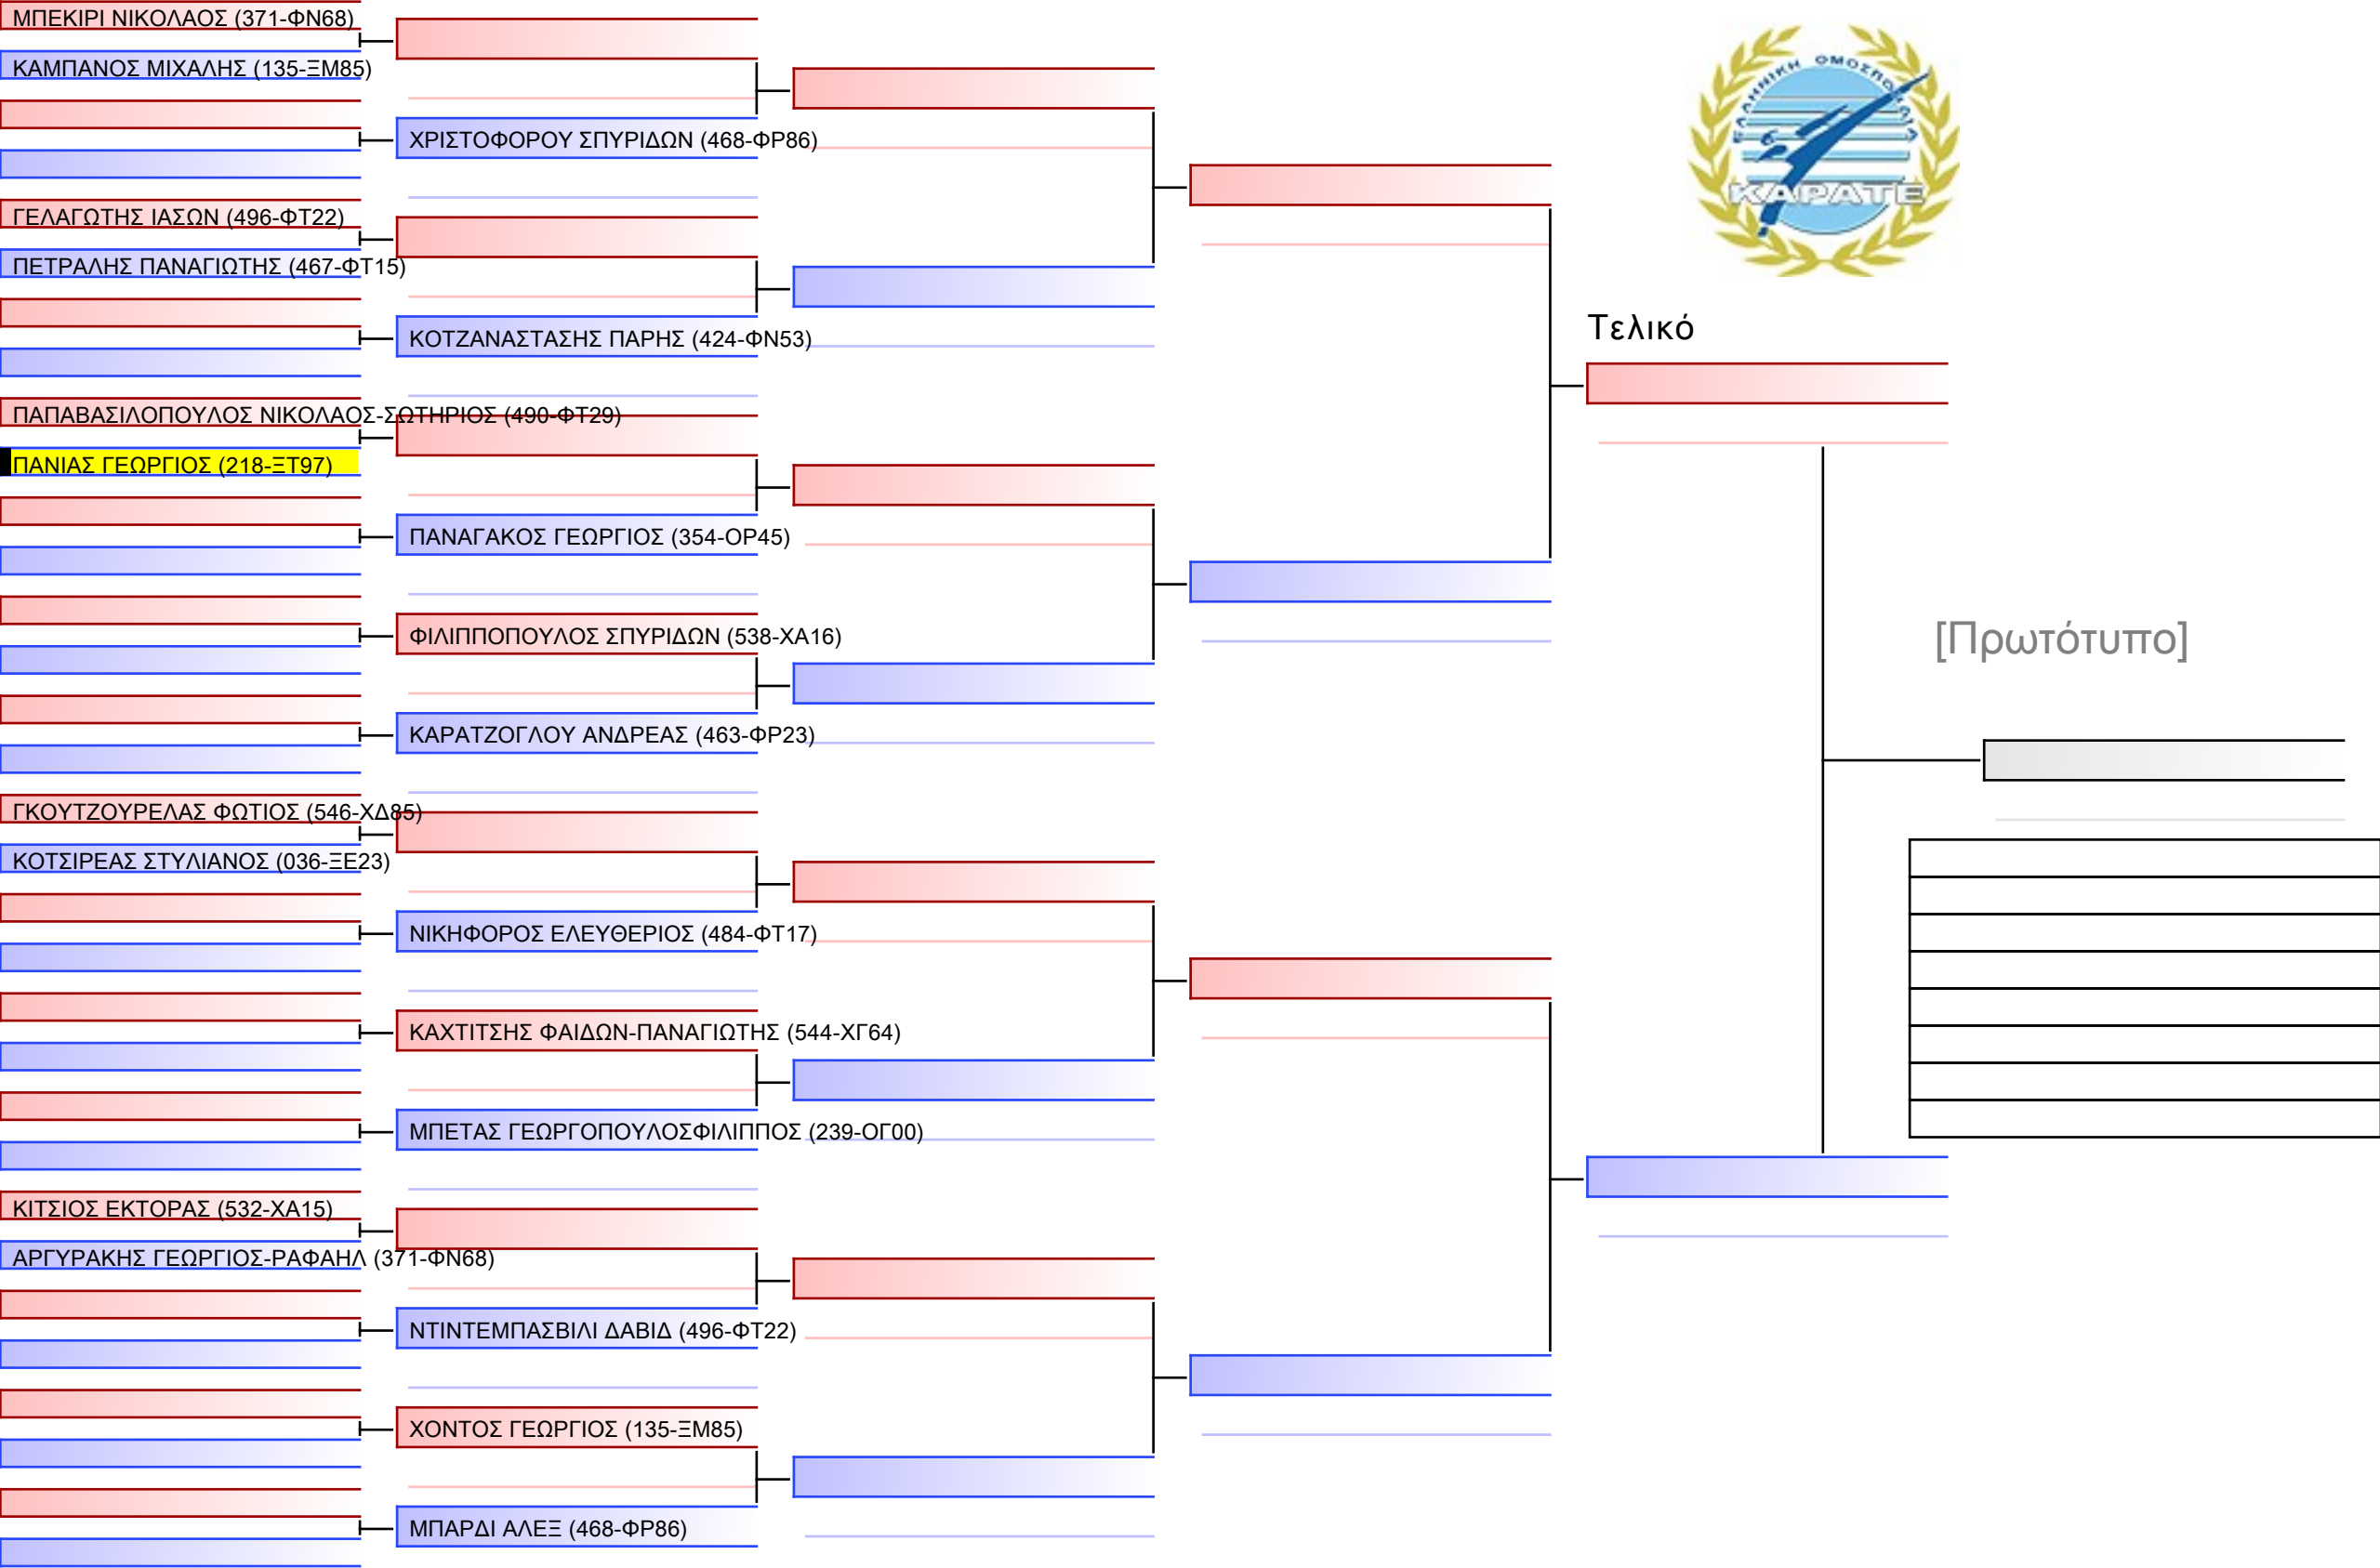 ΜΠΕΚΙΡΙ ΝΙΚΟΛΑΟΣ (371-ΦΝ68)
ΚΑΜΠΑΝΟΣ ΜΙΧΑΛΗΣ (135-ΞΜ85)
ΓΕΛΑΓΩΤΗΣ ΙΑΣΩΝ (496-ΦΤ22)
ΠΕΤΡΑΛΗΣ ΠΑΝΑΓΙΩΤΗΣ (467-ΦΤ15)
ΠΑΠΑΒΑΣΙΛΟΠΟΥΛΟΣ ΝΙΚΟΛΑΟΣ-ΣΩΤΗΡΙΟΣ (490-ΦΤ29)
ΠΑΝΙΑΣ ΓΕΩΡΓΙΟΣ (218-ΞΤ97)
ΓΚΟΥΤΖΟΥΡΕΛΑΣ ΦΩΤΙΟΣ (546-ΧΔ85)
ΚΟΤΣΙΡΕΑΣ ΣΤΥΛΙΑΝΟΣ (036-ΞΕ23)
ΚΙΤΣΙΟΣ ΕΚΤΟΡΑΣ (532-ΧΑ15)
ΑΡΓΥΡΑΚΗΣ ΓΕΩΡΓΙΟΣ-ΡΑΦΑΗΛ (371-ΦΝ68)
ΧΡΙΣΤΟΦΟΡΟΥ ΣΠΥΡΙΔΩΝ (468-ΦΡ86)
ΚΟΤΖΑΝΑΣΤΑΣΗΣ ΠΑΡΗΣ (424-ΦΝ53)
ΠΑΝΑΓΑΚΟΣ ΓΕΩΡΓΙΟΣ (354-ΟΡ45)
ΦΙΛΙΠΠΟΠΟΥΛΟΣ ΣΠΥΡΙΔΩΝ (538-ΧΑ16)
ΚΑΡΑΤΖΟΓΛΟΥ ΑΝΔΡΕΑΣ (463-ΦΡ23)
ΝΙΚΗΦΟΡΟΣ ΕΛΕΥΘΕΡΙΟΣ (484-ΦΤ17)
ΚΑΧΤΙΤΣΗΣ ΦΑΙΔΩΝ-ΠΑΝΑΓΙΩΤΗΣ (544-ΧΓ64)
ΜΠΕΤΑΣ ΓΕΩΡΓΟΠΟΥΛΟΣΦΙΛΙΠΠΟΣ (239-ΟΓ00)
ΝΤΙΝΤΕΜΠΑΣΒΙΛΙ ΔΑΒΙΔ (496-ΦΤ22)
ΧΟΝΤΟΣ ΓΕΩΡΓΙΟΣ (135-ΞΜ85)
ΜΠΑΡΔΙ ΑΛΕΞ (468-ΦΡ86)
ΕΛΛΗΝΙΚΗ ΟΜΟΣΠΟΝΔΙΑ
ΚΑΡΑΤΕ
Τελικό
[Πρωτότυπο]